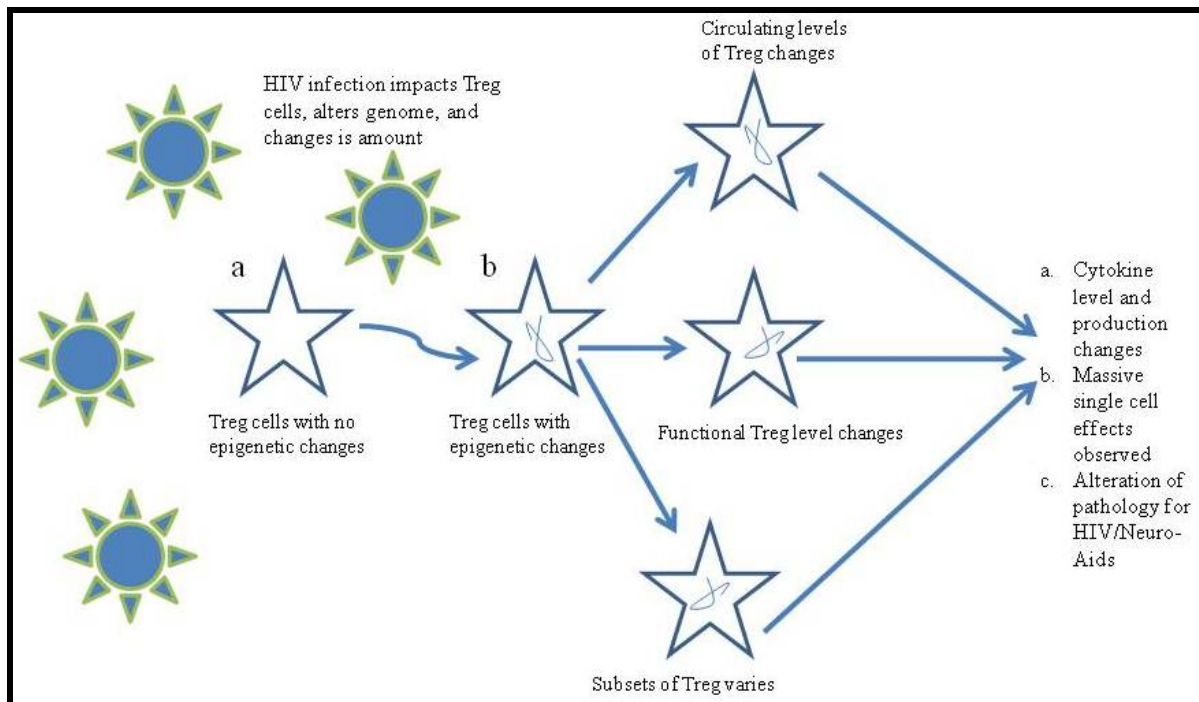 Circulating levels
of Treg changes
HIV infection impacts Treg
cells, alters genome, and
changes is amount
a
b
Treg cells with no
epigenetic changes
Treg cells with
epigenetic changes
Functional Treg level changes
Subsets of Treg varies
a. Cytokine
level and
production
changes
b. Massive
single cell
effects
observed
c. Alteration of
pathology for
HIV/Neuro-
Aids